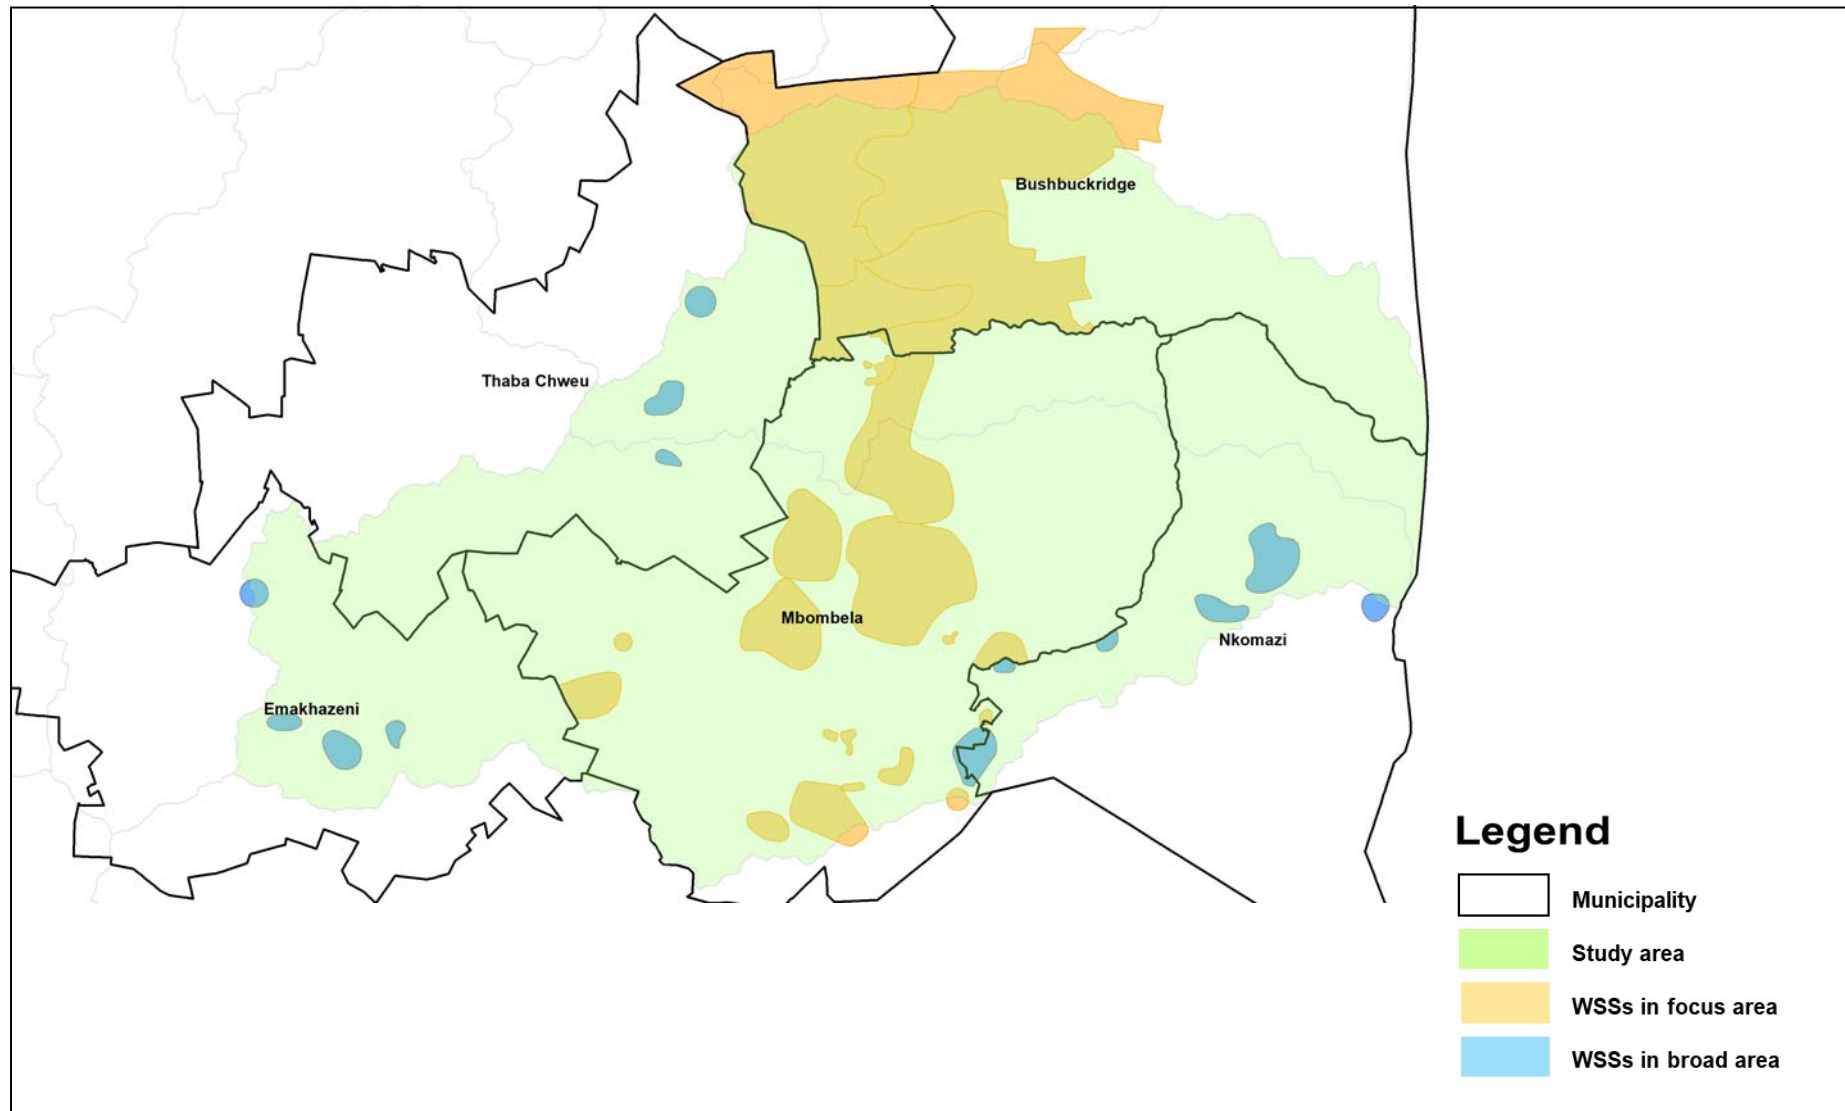 Bushbuckridge
Thaba Chweu
Mbombela
Nkomazi
Emakhazeni
Legend
Municipality
Study area
WSSs in focus area
WSSs in broad area